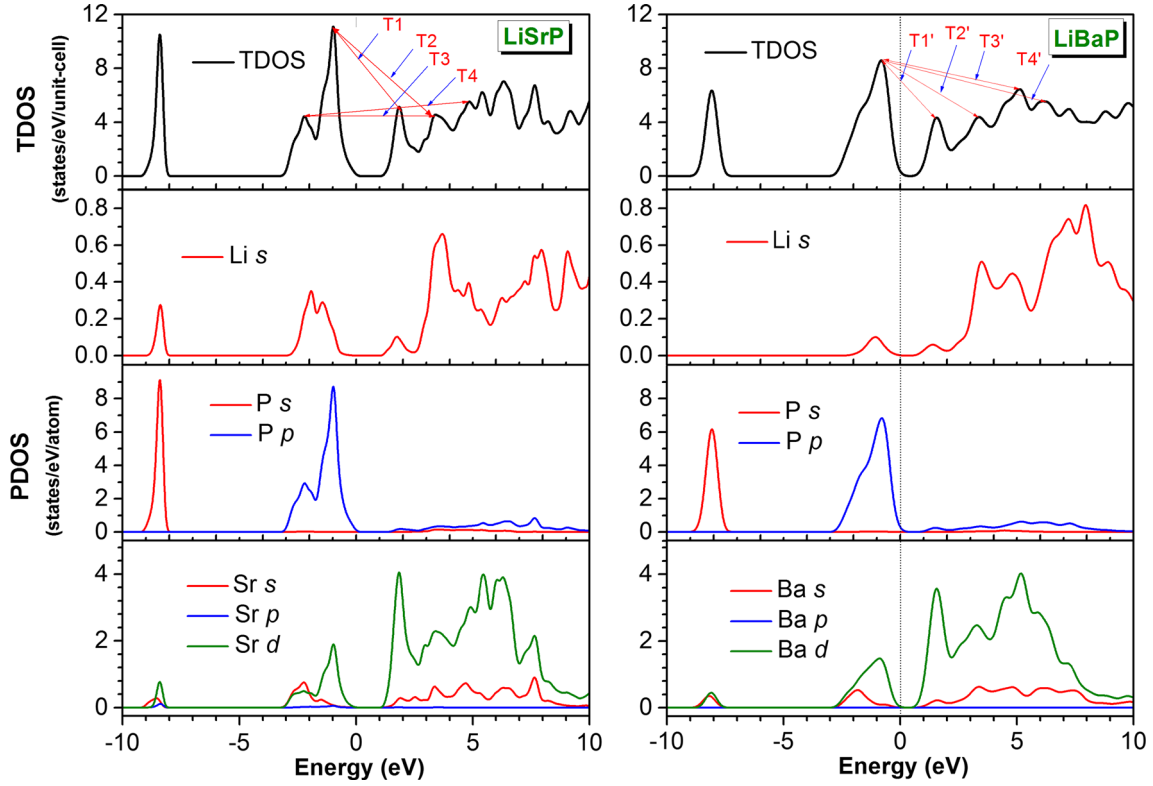 LiSrP
LiBaP
TDOS
(states/eV/unit-cell)
PDOS
(states/eV/atom)
12
8
4
0
TDOS
T1
T2
T3
T4
0.8
0.6
0.4
0.2
0.0
Li s
8
6
4
2
0
P s
P p
4
2
0
Sr s
Sr p
Sr d
-10
-5
0
5
10
Energy (eV)
12
8
4
0
TDOS
T1'
T2'
T3'
T4'
0.8
0.6
0.4
0.2
0.0
Li s
8
6
4
2
0
P s
P p
4
2
0
Ba s
Ba p
Ba d
-10
-5
0
5
10
Energy (eV)